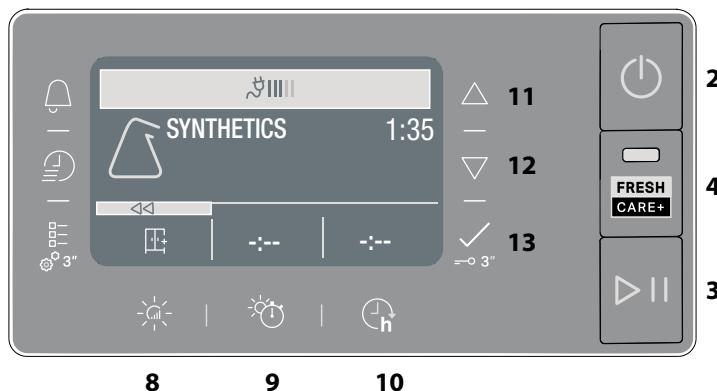 2
11
SYNTHETICS 1:35
12
FRESH
CARE+
4
-:-- -:--
3"
3"
13
3
h
8 9 10